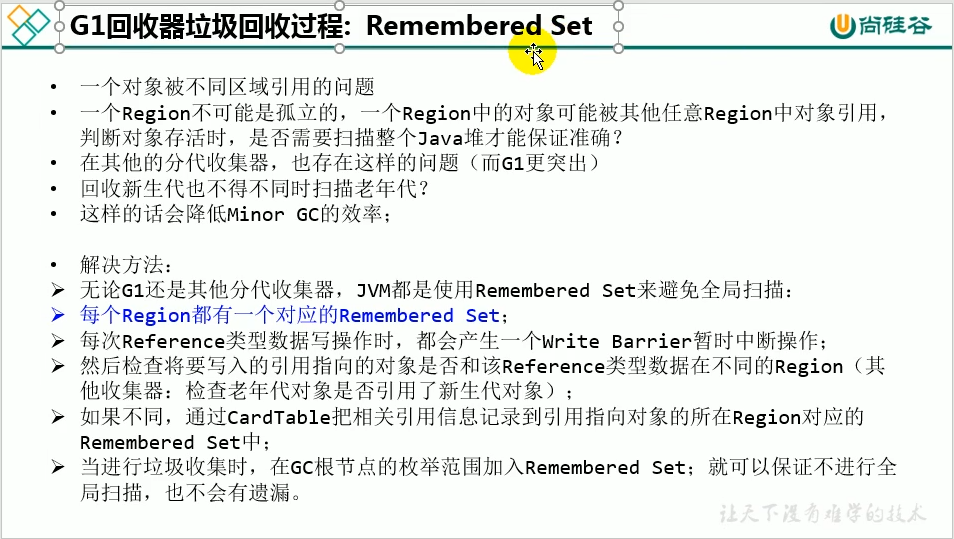 G1回收器垃圾回收过程: Remembered Set
尚硅谷
• 一个对象被不同区域引用的问题
• 一个Region不可能是孤立的，一个Region中的对象可能被其他任意Region中对象引用，
判断对象存活时，是否需要扫描整个Java堆才能保证准确？
• 在其他的分代收集器，也存在这样的问题（而G1更突出）
• 回收新生代也不得不同时扫描老年代？
• 这样的话会降低Minor GC的效率；
• 解决方法：
➢ 无论G1还是其他分代收集器，JVM都是使用Remembered Set来避免全局扫描：
➢ 每个Region都有一个对应的Remembered Set；
➢ 每次Reference类型数据写操作时，都会产生一个Write Barrier暂时中断操作；
➢ 然后检查将要写入的引用指向的对象是否和该Reference类型数据在不同的Region（其
他收集器：检查老年代对象是否引用了新生代对象）；
➢ 如果不同，通过CardTable把相关引用信息记录到引用指向对象的所在Region对应的
Remembered Set中；
➢ 当进行垃圾收集时，在GC根节点的枚举范围加入Remembered Set；就可以保证不进行全
局扫描，也不会有遗漏。
让天下没有难学的技术